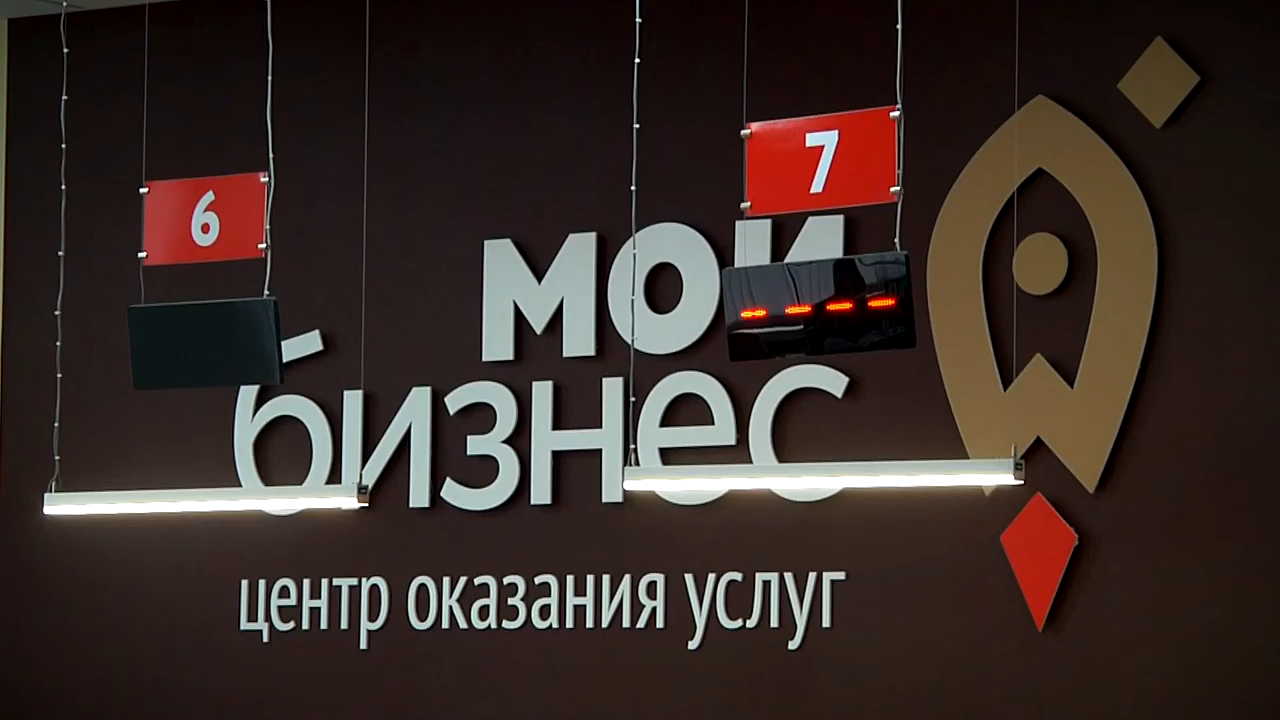 6
7
мой
бизнес
центр оказания услуг